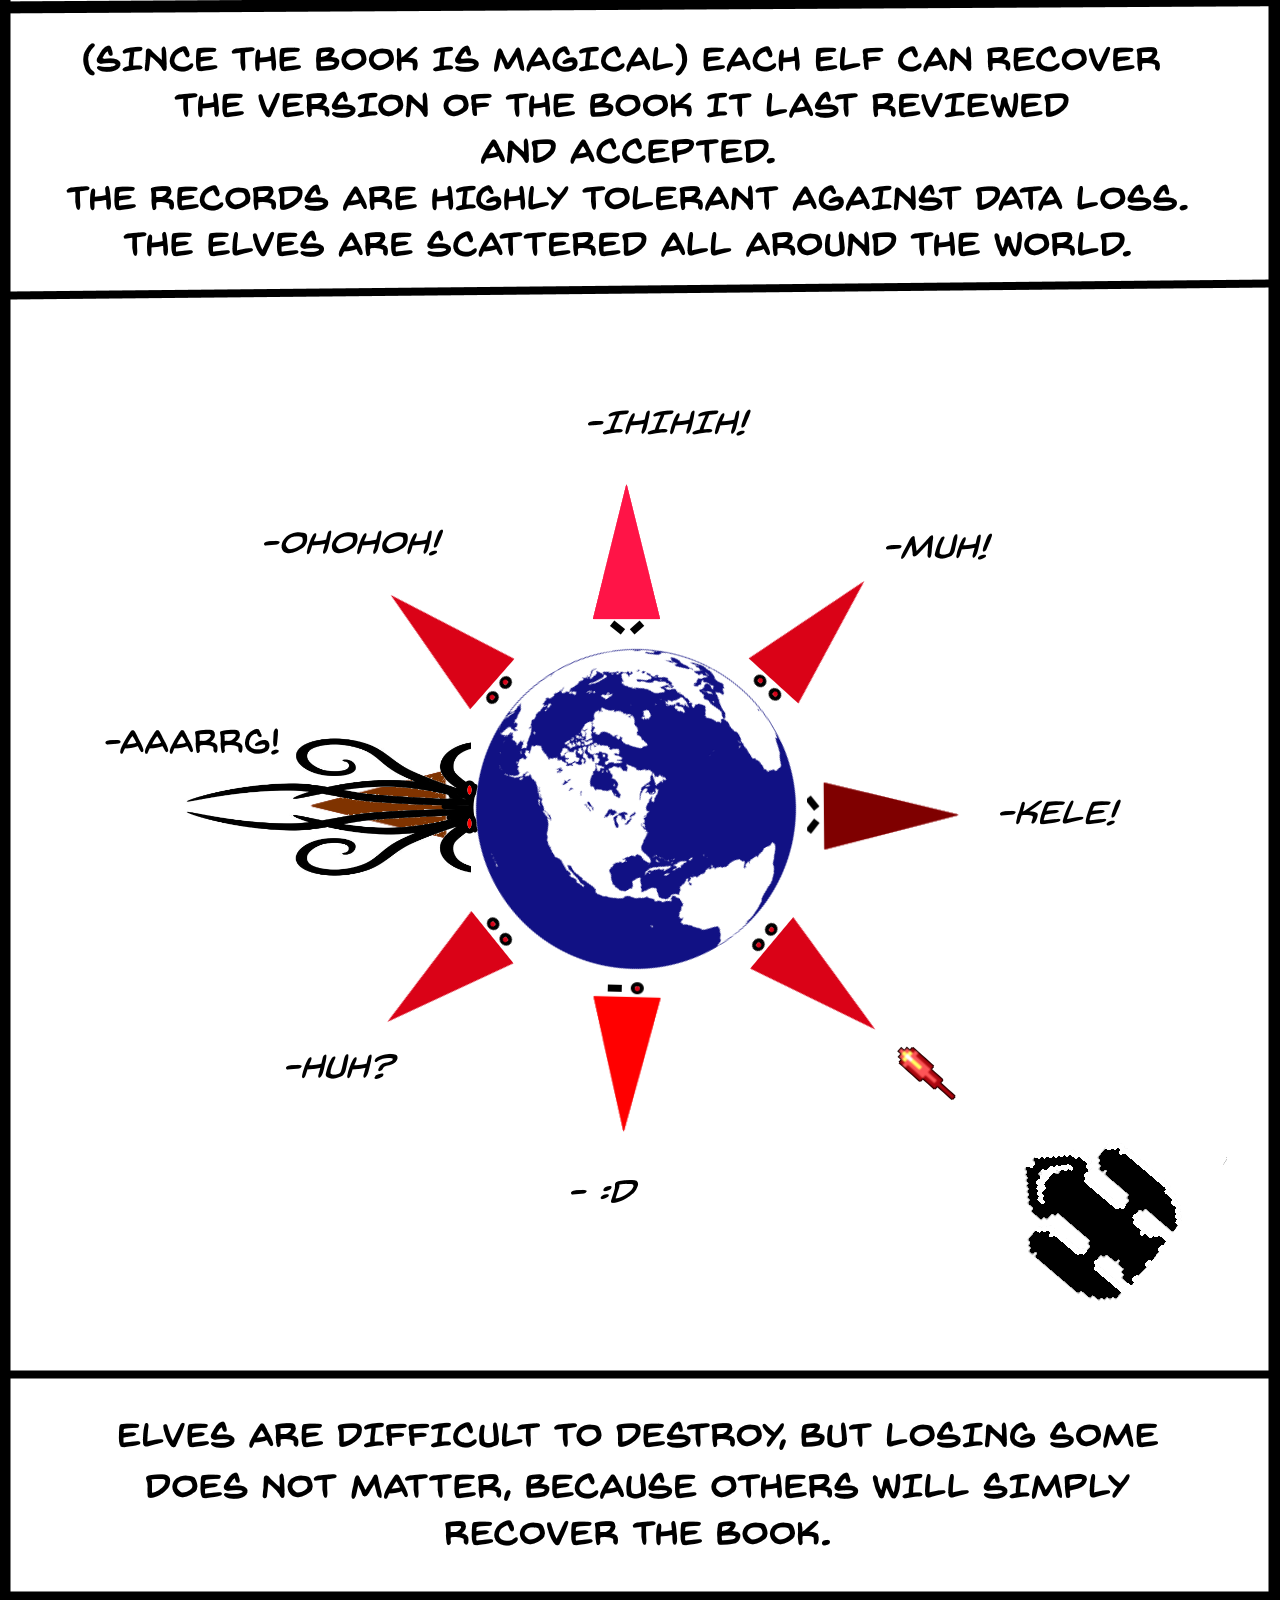 (SINCE THE BOOK IS MAGICAL) EACH ELF CAN RECOVER
THE VERSION OF THE BOOK IT LAST REVIEWED
AND ACCEPTED.
THE RECORDS ARE HIGHLY TOLERANT AGAINST DATA LOSS.
THE ELVES ARE SCATTERED ALL AROUND THE WORLD.
-IHIHIH!
-OHOHOH!
-MUH!
-AAARRG!
-KELE!
-HUH?
- :D
ELVES ARE DIFFICULT TO DESTROY, BUT LOSING SOME
DOES NOT MATTER, BECAUSE OTHERS WILL SIMPLY
RECOVER THE BOOK.